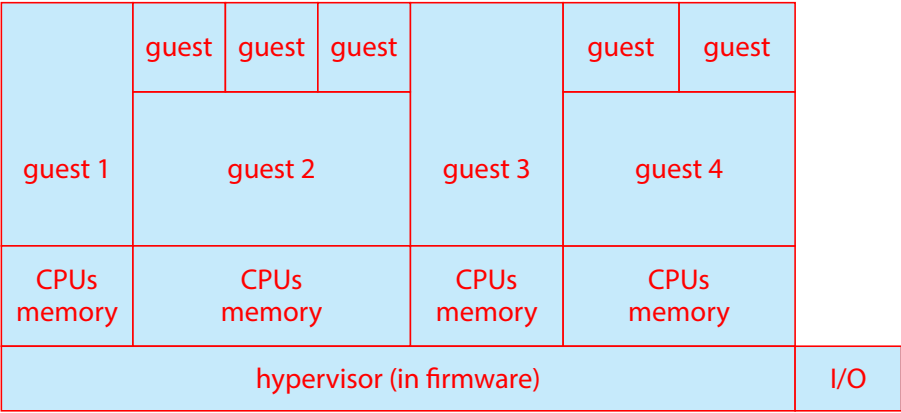 guest guest guest guest guest
guest 1 guest 2 guest 3 guest 4
CPUs CPUs CPUs CPUs
memory memory memory memory
hypervisor (in firmware) I/O